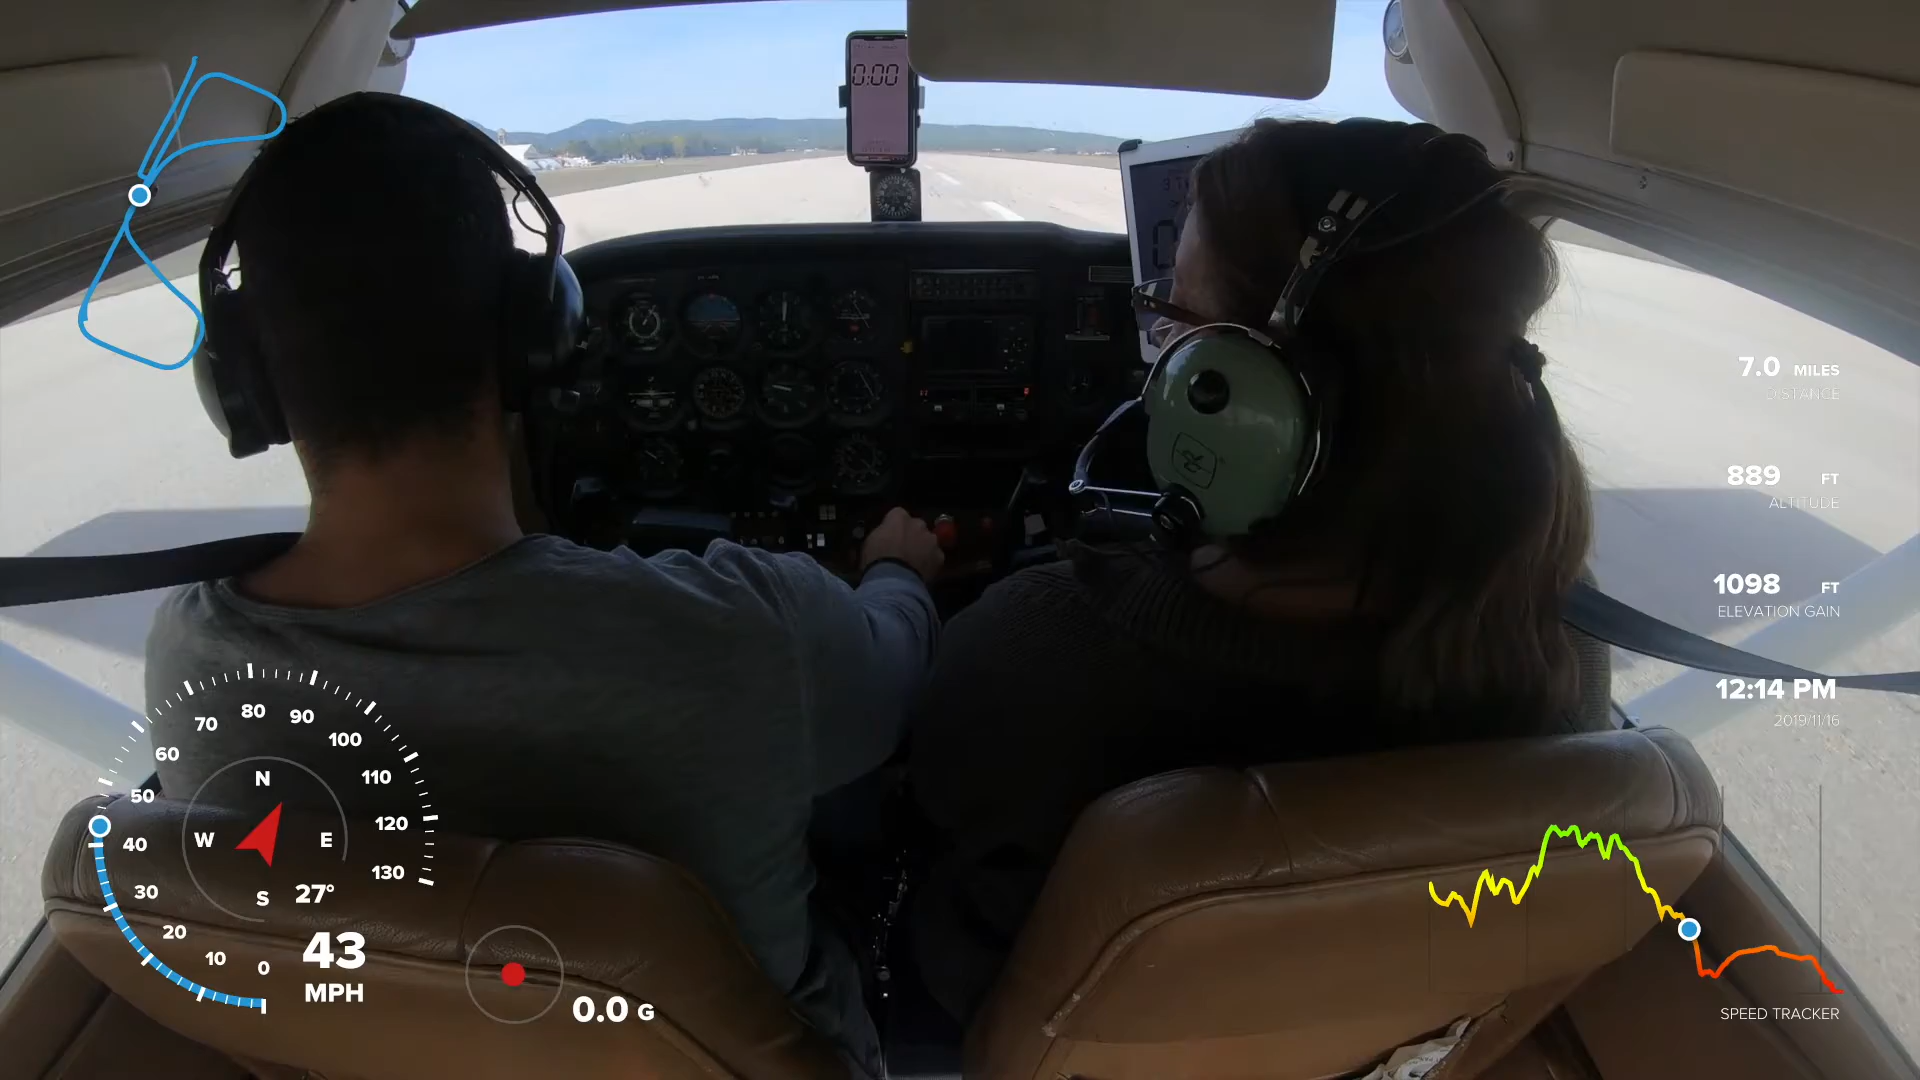 0:00
7.0 MILES
DISTANCE
889 FT
ALTITUDE
1098 FT
ELEVATION GAIN
12:14 PM
2019/11/16
80
70 90
60 100
50 110
40 120
30 130
20
10
0
N
W E
S
27°
43
MPH
0.0 G
SPEED TRACKER